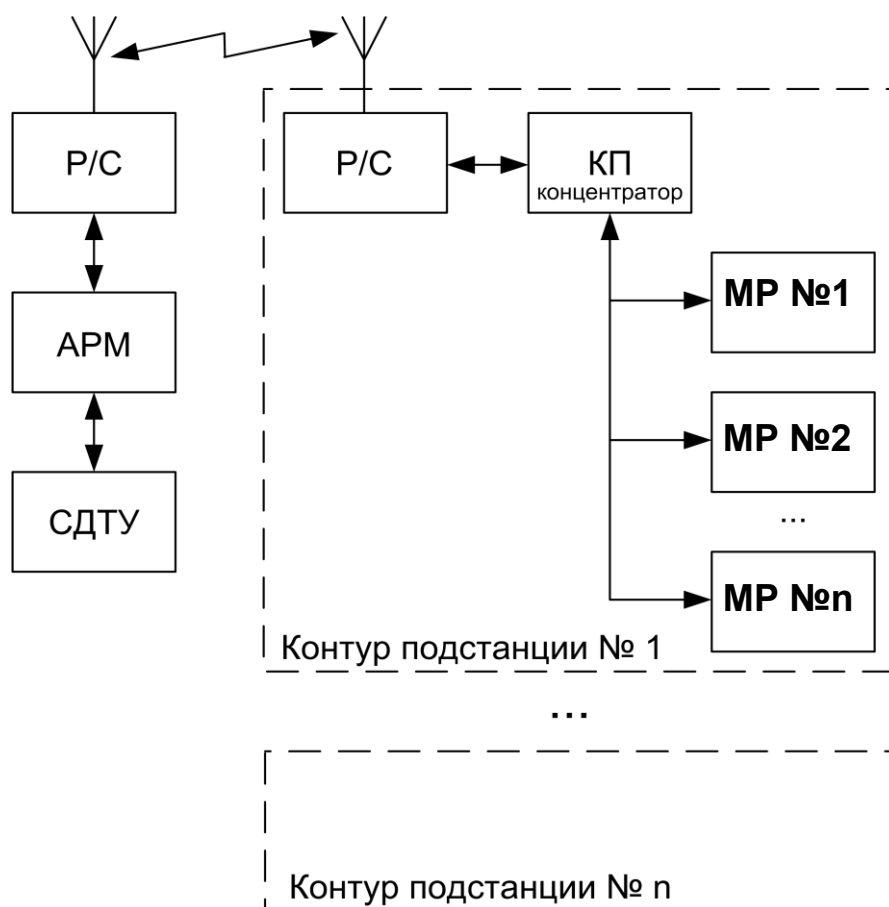 Р/С
Р/С
КП
концентратор
МР №1
АРМ
МР №2
...
СДТУ
МР №n
Контур подстанции № 1
...
Контур подстанции № n